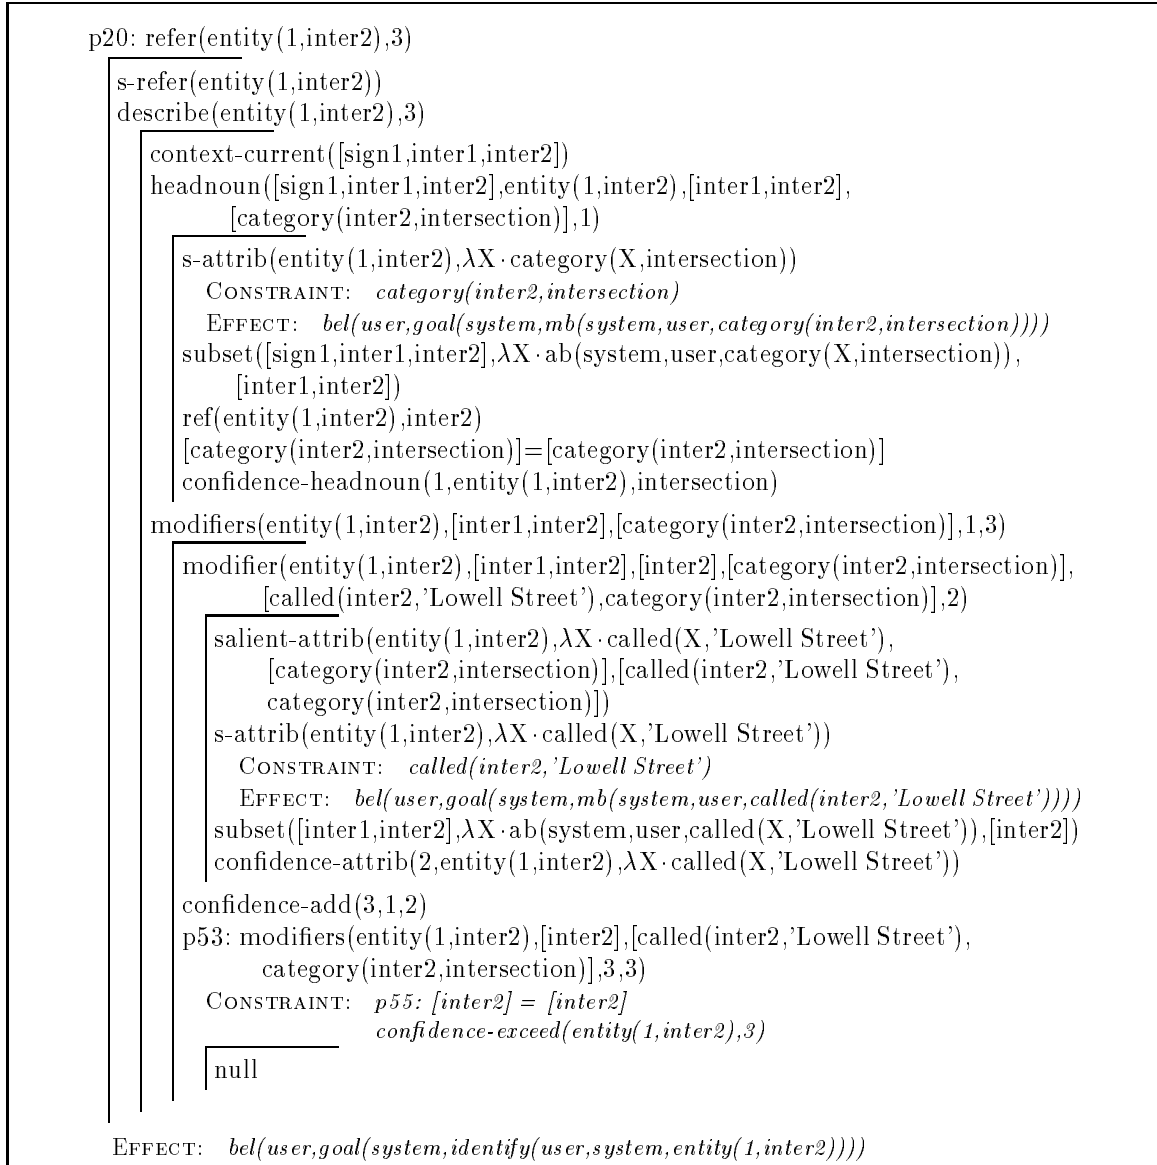 p20: refer(entity(1,inter2),3)
s-refer(entity(1,inter2))
describe(entity(1,inter2),3)
context-current([sign1,inter1,inter2])
headnoun([sign1,inter1,inter2],entity(1,inter2),[inter1,inter2],
[category(inter2,intersection)],1)
s-attrib(entity(1,inter2),λX·category(X,intersection))
CONSTRAINT: category(inter2,intersection)
EFFECT: bel(user,goal(system,mb(system,user,category(inter2,intersection))))
subset([sign1,inter1,inter2],λX·ab(system,user,category(X,intersection)),
[inter1,inter2])
ref(entity(1,inter2),inter2)
[category(inter2,intersection)]=[category(inter2,intersection)]
confidence-headnoun(1,entity(1,inter2),intersection)
modifiers(entity(1,inter2),[inter1,inter2],[category(inter2,intersection)],1,3)
modifier(entity(1,inter2),[inter1,inter2],[inter2],[category(inter2,intersection)],
[called(inter2,'Lowell Street'),category(inter2,intersection)],2)
salient-attrib(entity(1,inter2),λX·called(X,'Lowell Street'),
[category(inter2,intersection)],[called(inter2,'Lowell Street'),
category(inter2,intersection)])
s-attrib(entity(1,inter2),λX·called(X,'Lowell Street'))
CONSTRAINT: called(inter2,'Lowell Street')
EFFECT: bel(user,goal(system,mb(system,user,called(inter2,'Lowell Street'))))
subset([inter1,inter2],λX·ab(system,user,called(X,'Lowell Street')),[inter2])
confidence-attrib(2,entity(1,inter2),λX·called(X,'Lowell Street'))
confidence-add(3,1,2)
p53: modifiers(entity(1,inter2),[inter2],[called(inter2,'Lowell Street'),
category(inter2,intersection)],3,3)
CONSTRAINT: p55: [inter2] = [inter2]
confidence-exceed(entity(1,inter2),3)
null
EFFECT: bel(user,goal(system,identify(user,system,entity(1,inter2))))